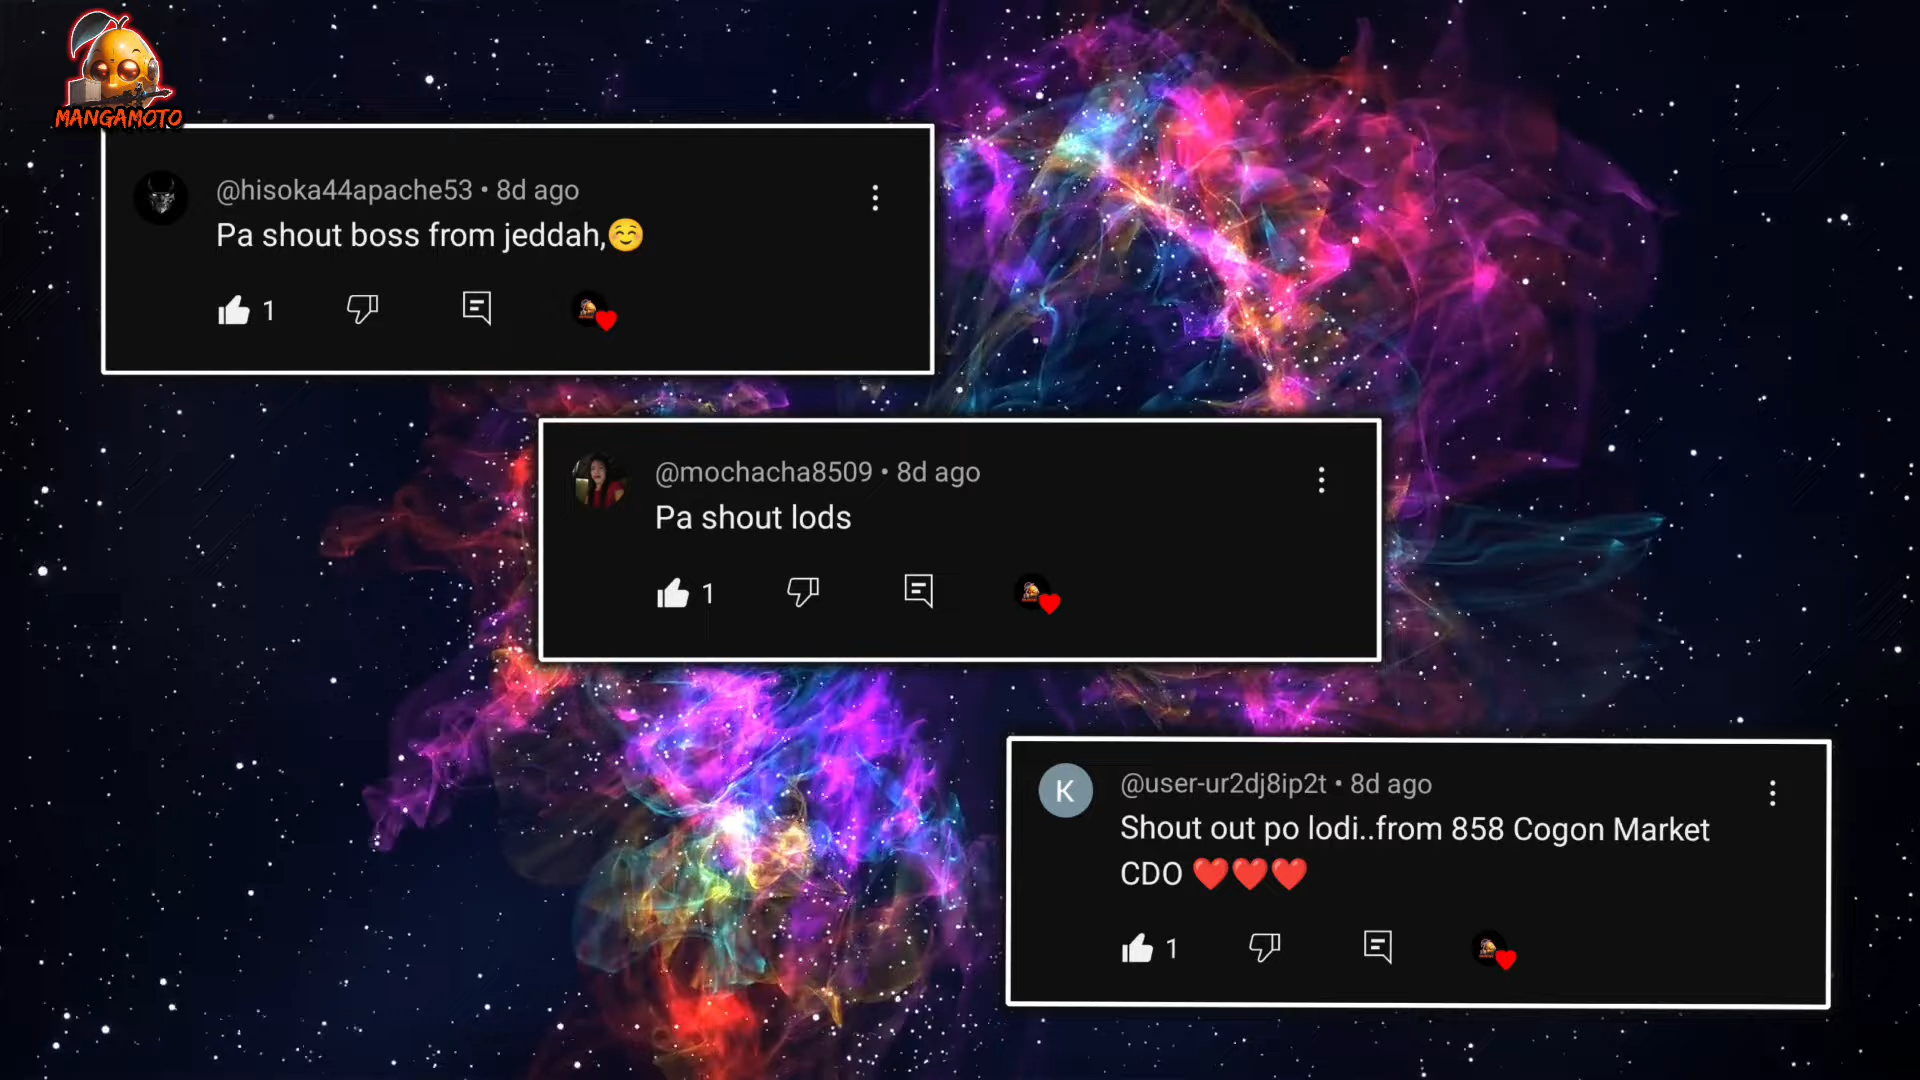 MANGAMOTO
@hisoka44apache53 • 8d ago
Pa shout boss from jeddah,☺️
1
@mochacha8509 • 8d ago
Pa shout lods
1
K
@user-ur2dj8ip2t • 8d ago
Shout out po lodi..from 858 Cogon Market
CDO ❤️❤️❤️
1